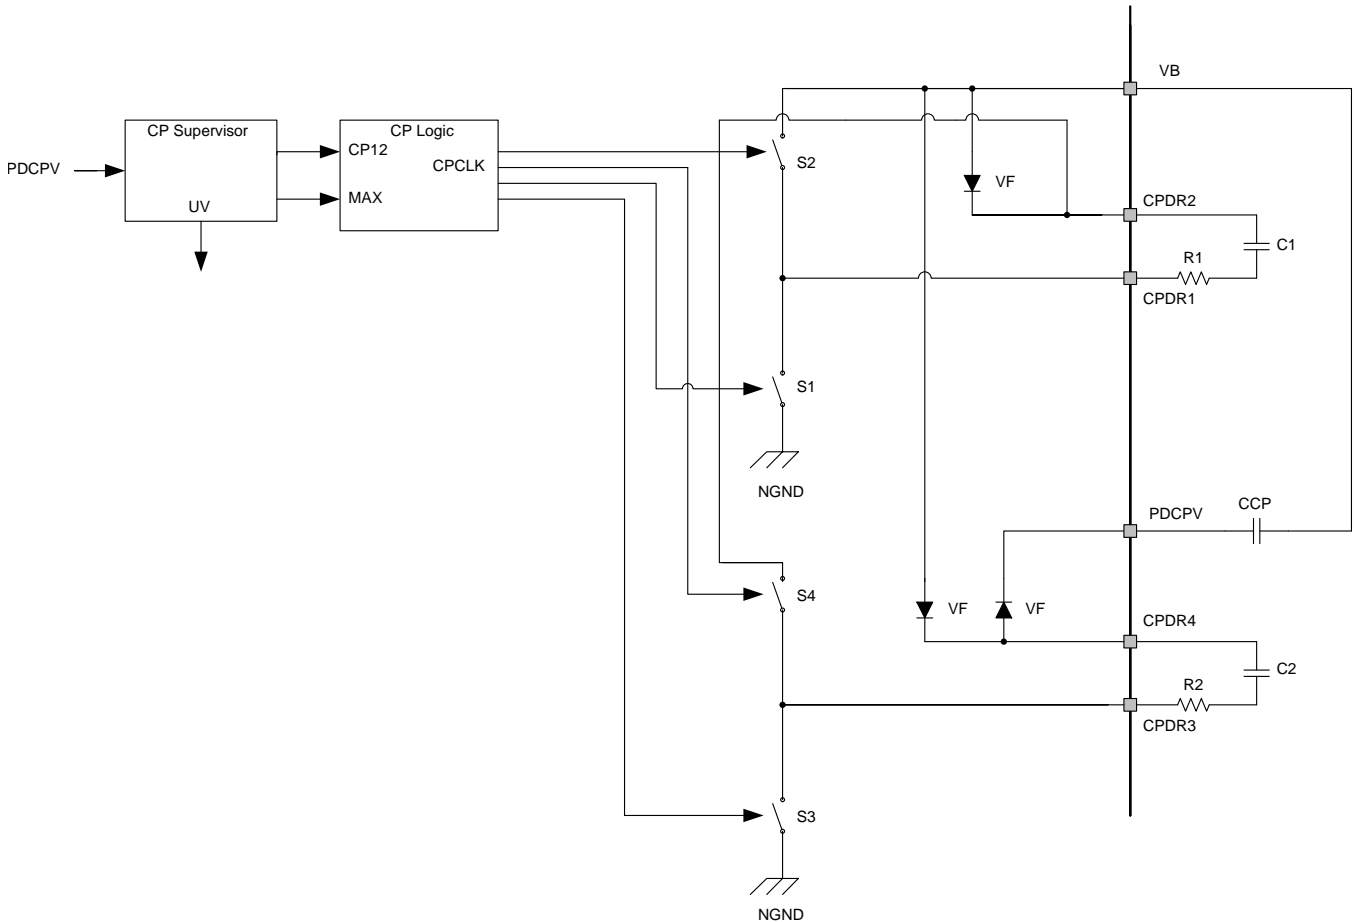 VB
CP Supervisor
CP Logic
CP12
CPCLK
S2
PDCPV
VF
MAX
CPDR2
UV
C1
R1
CPDR1
S1
NGND
CCP
PDCPV
S4
VF
VF
CPDR4
C2
R2
CPDR3
S3
NGND